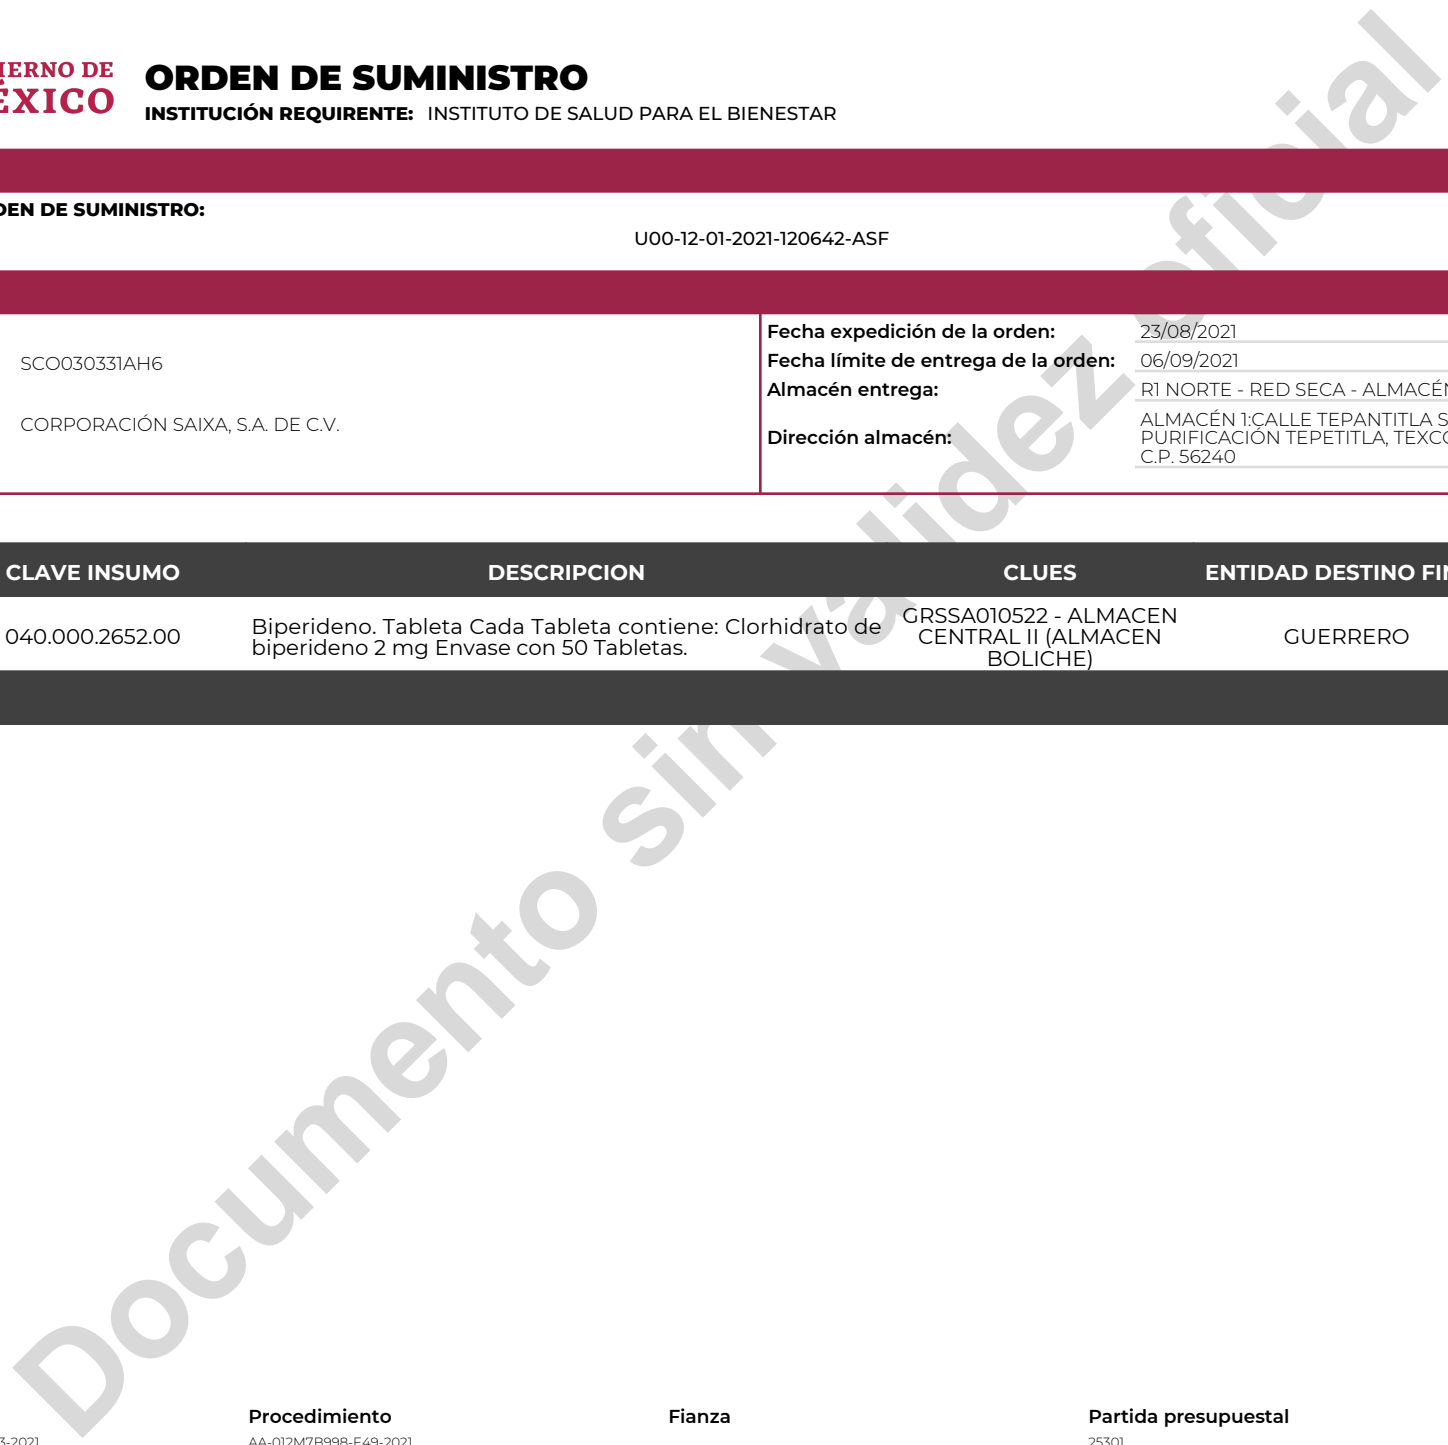 ORDEN DE SUMINISTRO
INSTITUCIÓN REQUIRENTE: INSTITUTO DE SALUD PARA EL BIENESTAR
DE
XICO
DE SUMINISTRO:
U00-12-01-2021-120642-ASF
SCO030331AH6
CORPORACIÓN SAIXA, S.A. DE C.V.
Fecha expedición de la orden: 23/08/2021
Fecha límite de entrega de la orden: 06/09/2021
Almacén entrega: R1 NORTE - RED SECA - ALMACÉN
Dirección almacén: ALMACÉN 1:CALLE TEPANTITLA S
PURIFICACIÓN TEPETITLA, TEXCO
C.P. 56240
CLAVE INSUMO DESCRIPCION CLUES ENTIDAD DESTINO FIN
040.000.2652.00
Biperideno. Tableta Cada Tableta contiene: Clorhidrato de
biperideno 2 mg Envase con 50 Tabletas.
GRSSA010522 - ALMACEN
CENTRAL II (ALMACEN
BOLICHE)
GUERRERO
Documento sin validez oficial
Procedimiento Fianza Partida presupuestal
3-2021 AA-012M7B998-E49-2021 25301